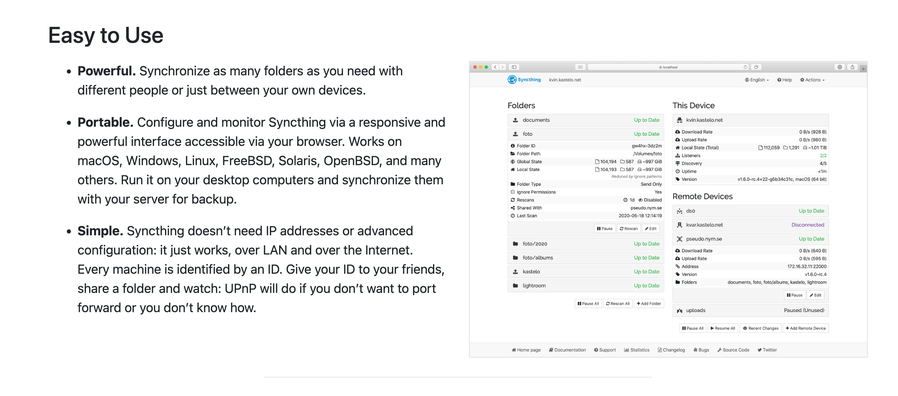 Easy to Use
• Powerful. Synchronize as many folders as you need with
different people or just between your own devices.
• Portable. Configure and monitor Syncthing via a responsive and
powerful interface accessible via your browser. Works on
macOS, Windows, Linux, FreeBSD, Solaris, OpenBSD, and many
others. Run it on your desktop computers and synchronize them
with your server for backup.
• Simple. Syncthing doesn’t need IP addresses or advanced
configuration: it just works, over LAN and over the Internet.
Every machine is identified by an ID. Give your ID to your friends,
share a folder and watch: UPnP will do if you don’t want to port
forward or you don’t know how.
localhost
Syncthing kvin.kastelo.net English Help Actions
Folders
documents Up to Date
foto Up to Date
Folder ID gw4hx-3dz2m
Folder Path /Volumes/foto
Global State 104,194 587 ~997 GiB
Local State 104,193 587 ~997 GiB
Reduced by ignore patterns
Folder Type Send Only
Ignore Permissions Yes
Rescans 1d Disabled
Shared With pseudo.nym.se
Last Scan 2020-05-18 12:14:19
Pause Rescan Edit
foto/2020 Up to Date
foto/albums Up to Date
kastelo Up to Date
lightroom Up to Date
Pause All Rescan All Add Folder
This Device
kvin.kastelo.net
Download Rate 0 B/s (828 B)
Upload Rate 0 B/s (860 B)
Local State (Total) 112,059 1,291 ~1.01 TiB
Listeners 2/2
Discovery 4/5
Uptime <1m
Version
Remote Devices
dso Up to Date
kvar.kastelo.net Disconnected
pseudo.nym.se Up to Date
Download Rate 0 B/s (640 B)
Upload Rate 0 B/s (595 B)
Address 172.16.32.11:22000
Version v1.6.0-rc.4
Folders documents, foto, foto/albums, kastelo, lightroom
Pause Edit
uploads Paused (Unused)
Pause All Resume All Recent Changes Add Remote Device
Home page Documentation Support Statistics Changelog Bugs Source Code Twitter